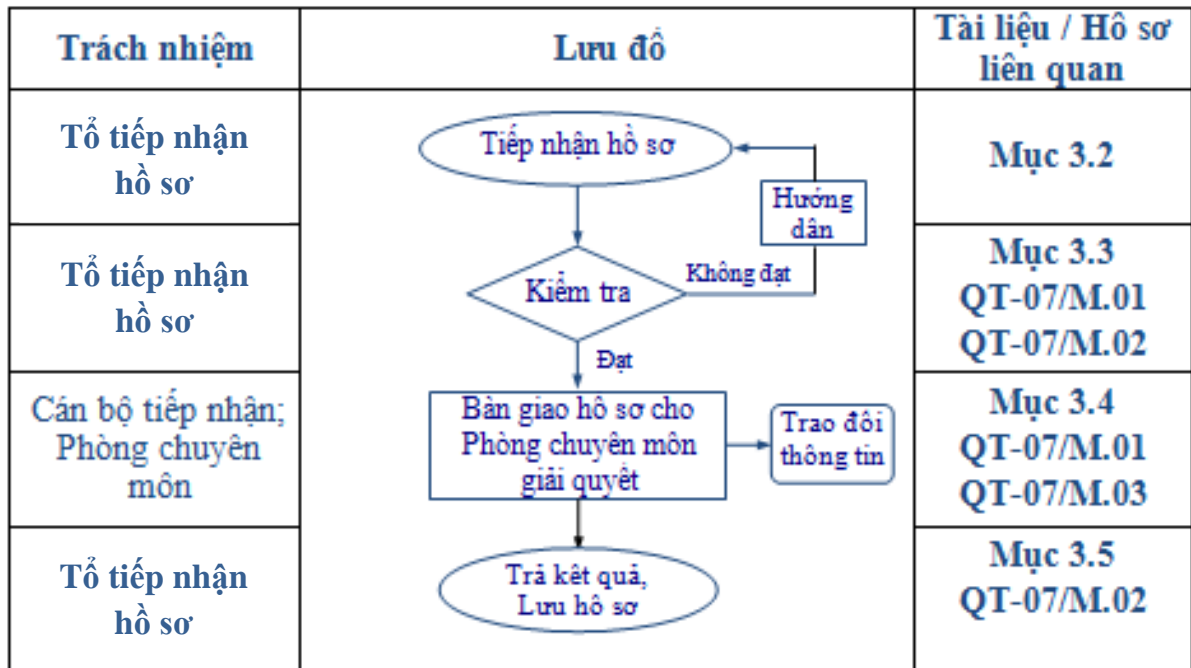 Trách nhiệm
Lưu đồ
Tài liệu / Hồ sơ
liên quan
Tổ tiếp nhận
hồ sơ
Tiếp nhận hồ sơ
Hướng
dẫn
Mục 3.2
Tổ tiếp nhận
hồ sơ
Kiểm tra
Không đạt
Đạt
Mục 3.3
QT-07/M.01
QT-07/M.02
Cán bộ tiếp nhận;
Phòng chuyên
môn
Bàn giao hồ sơ cho
Phòng chuyên môn
giải quyết
Trao đổi
thông tin
Mục 3.4
QT-07/M.01
QT-07/M.03
Tổ tiếp nhận
hồ sơ
Trả kết quả,
Lưu hồ sơ
Mục 3.5
QT-07/M.02